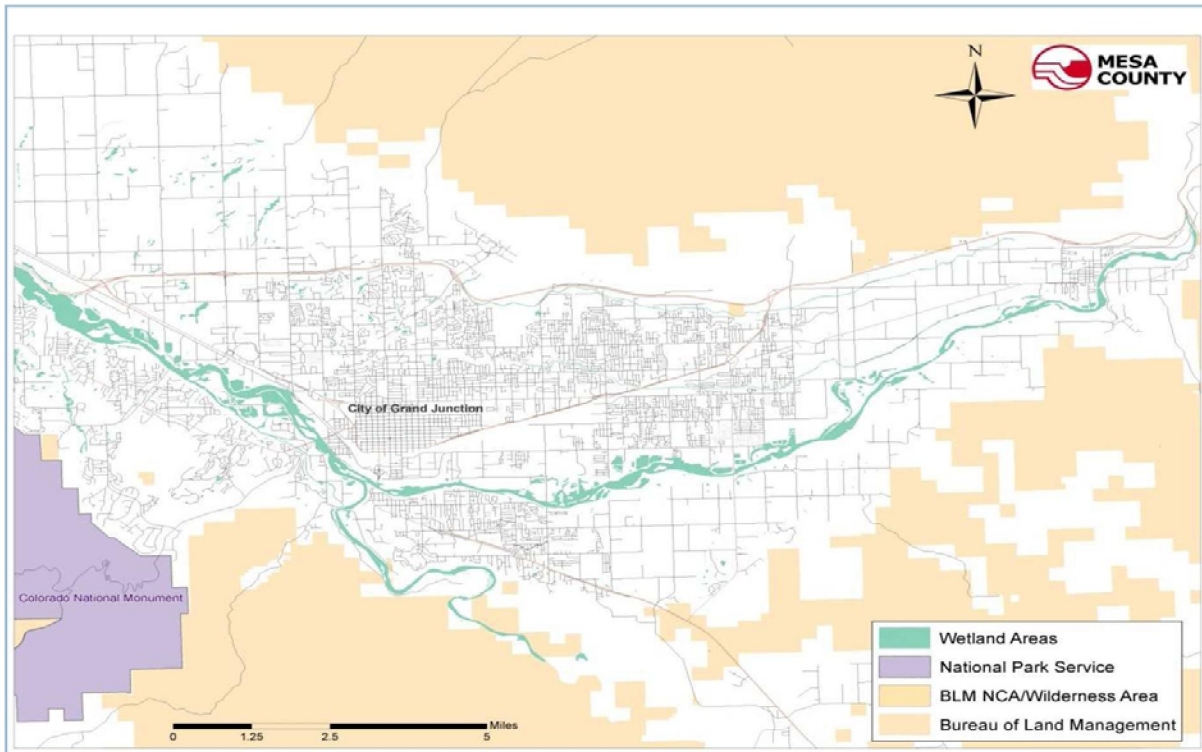 N
MESA
COUNTY
City of Grand Junction
Colorado National Monument
Wetland Areas
National Park Service
BLM NCA/Wilderness Area
Bureau of Land Management
Miles
0 1.25 2.5 5